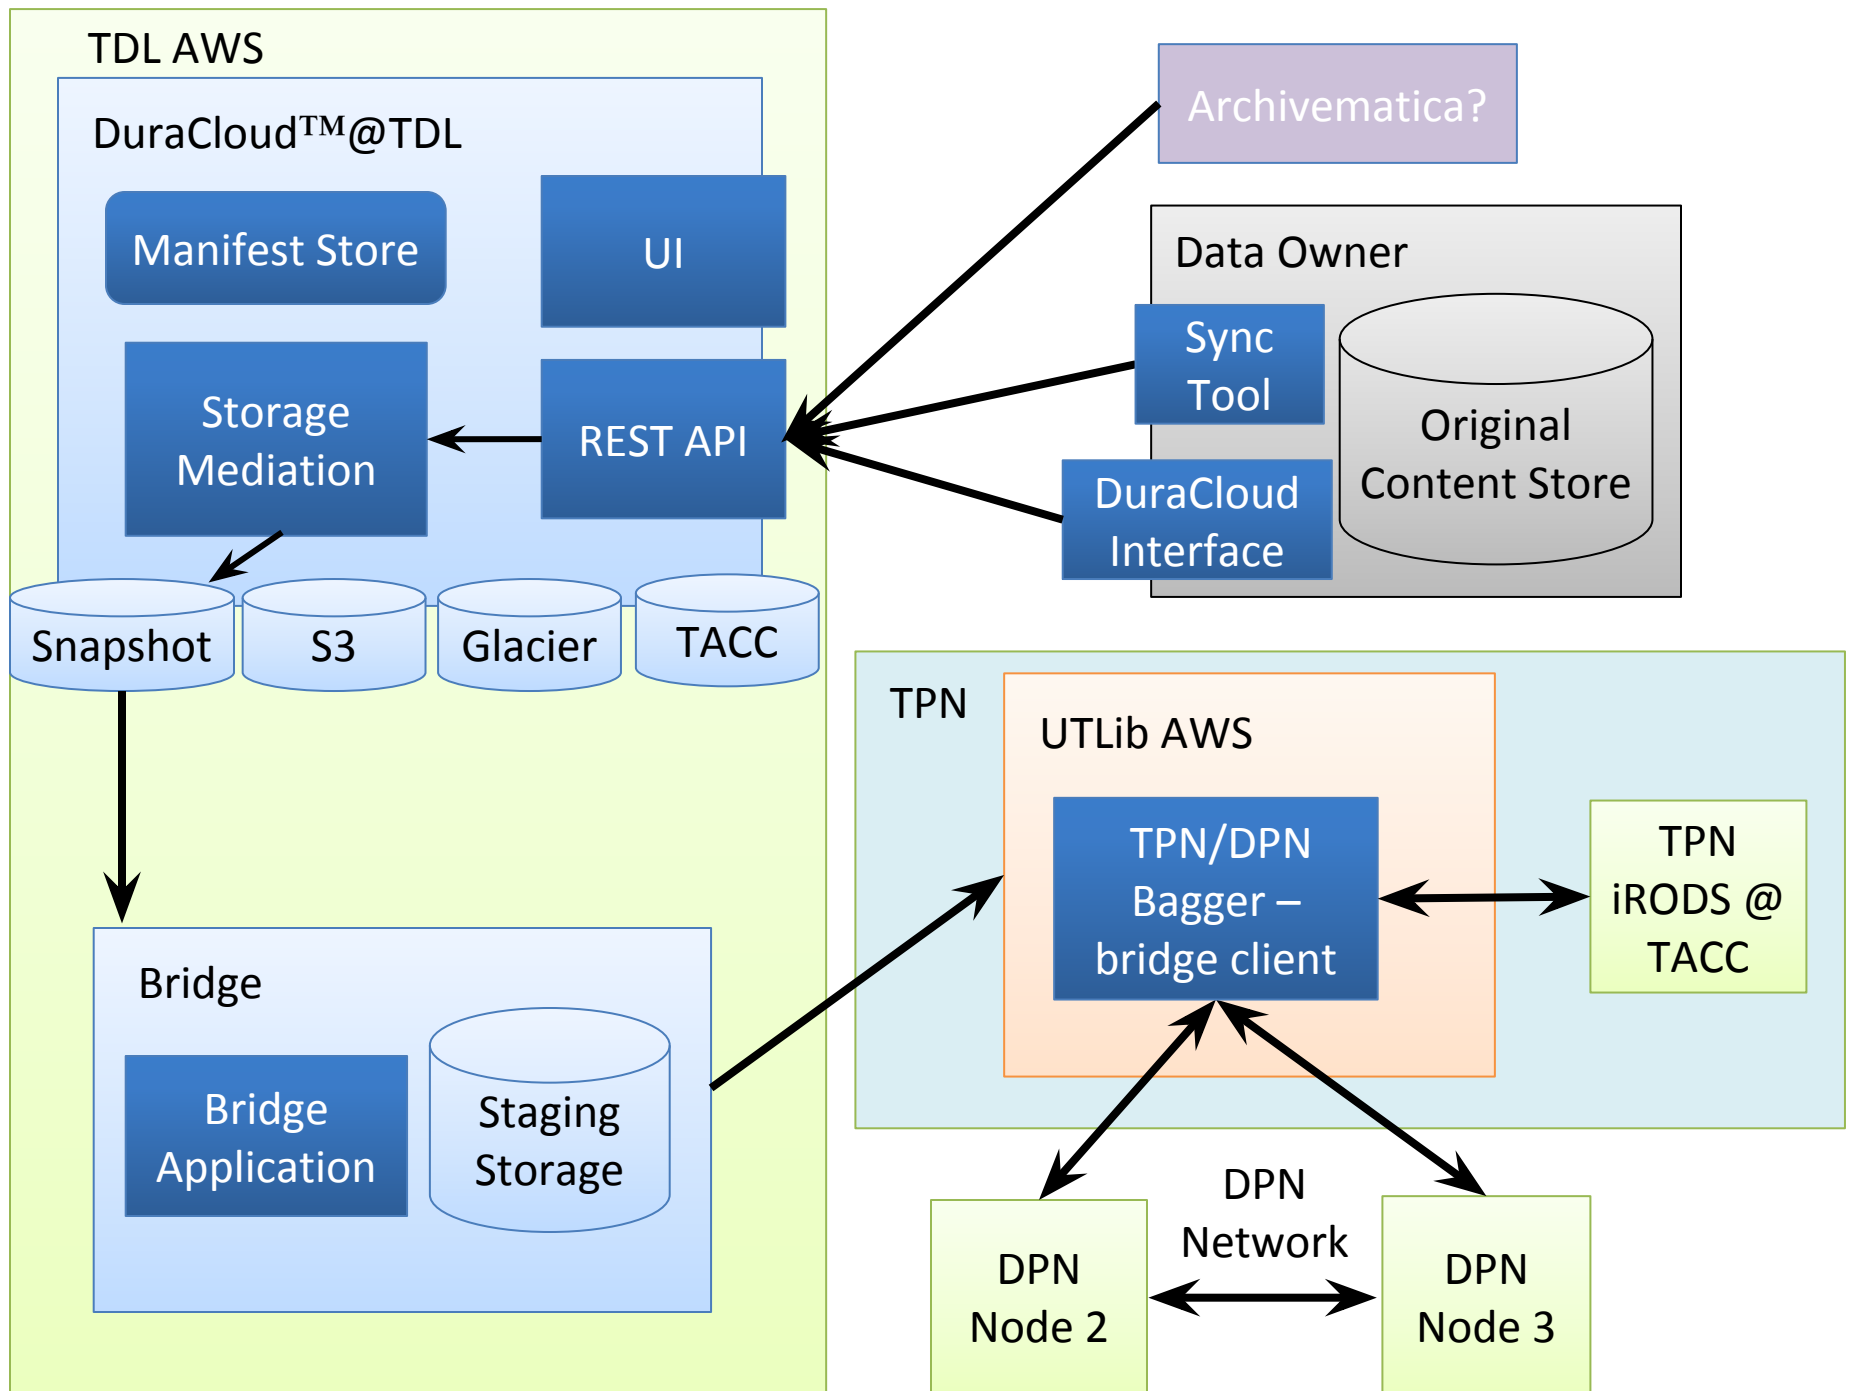 TDL AWS
DuraCloud™@TDL
Manifest Store
UI
Storage
Mediation
REST API
Snapshot
S3
Glacier
TACC
Archivematica?
Data Owner
Sync
Tool
DuraCloud
Interface
Original
Content Store
Bridge
Bridge
Application
Staging
Storage
TPN
UTLib AWS
TPN/DPN
Bagger –
bridge client
TPN
iRODS @
TACC
DPN
Network
DPN
Node 2
DPN
Node 3